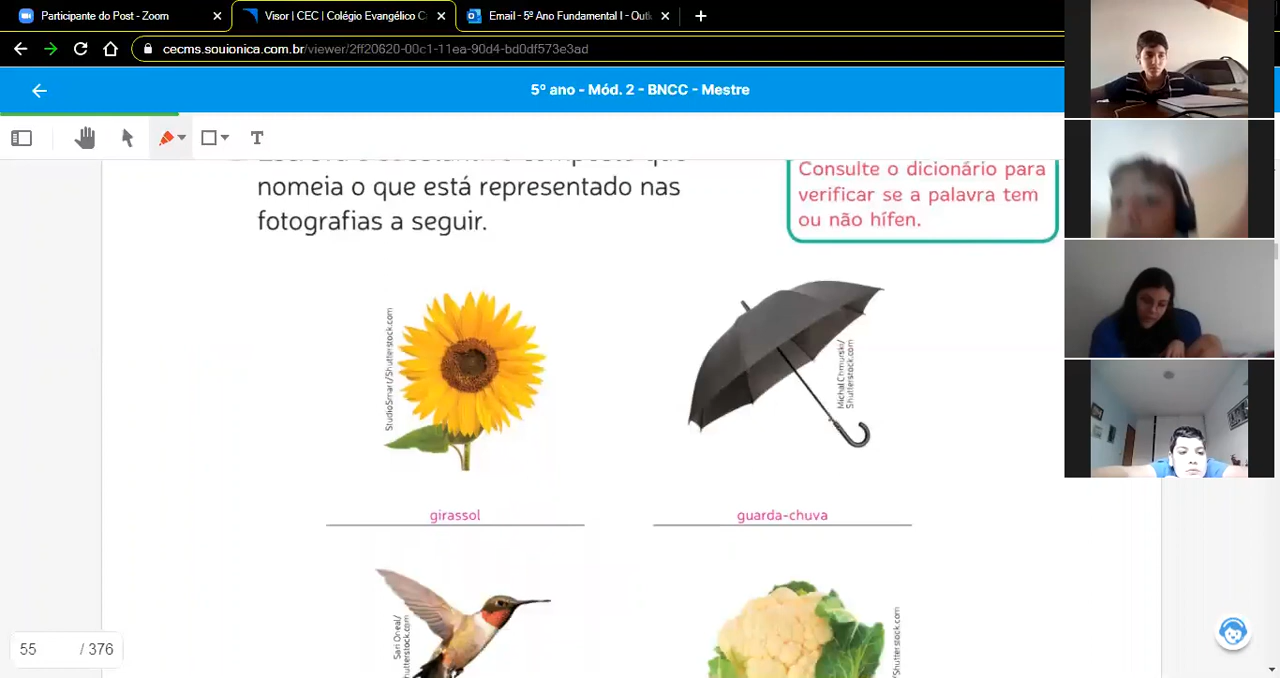 Participante do Post - Zoom
Visor | CEC | Colégio Evangélico C
Email - 5º Ano Fundamental I - Outl
cecms.souionica.com.br/viewer/2ff20620-00c1-11ea-90d4-bd0df573e3ad
5º ano - Mód. 2 - BNCC - Mestre
T
nomeia o que está representado nas
fotografias a seguir.
Consulte o dicionário para
verificar se a palavra tem
ou não hífen.
StudioSmart/Shutterstock.com
Michal Chmurski/
Shutterstock.com
girassol
guarda-chuva
Sari Oneal/
hutterstock.com
/Shutterstock.com
55 / 376